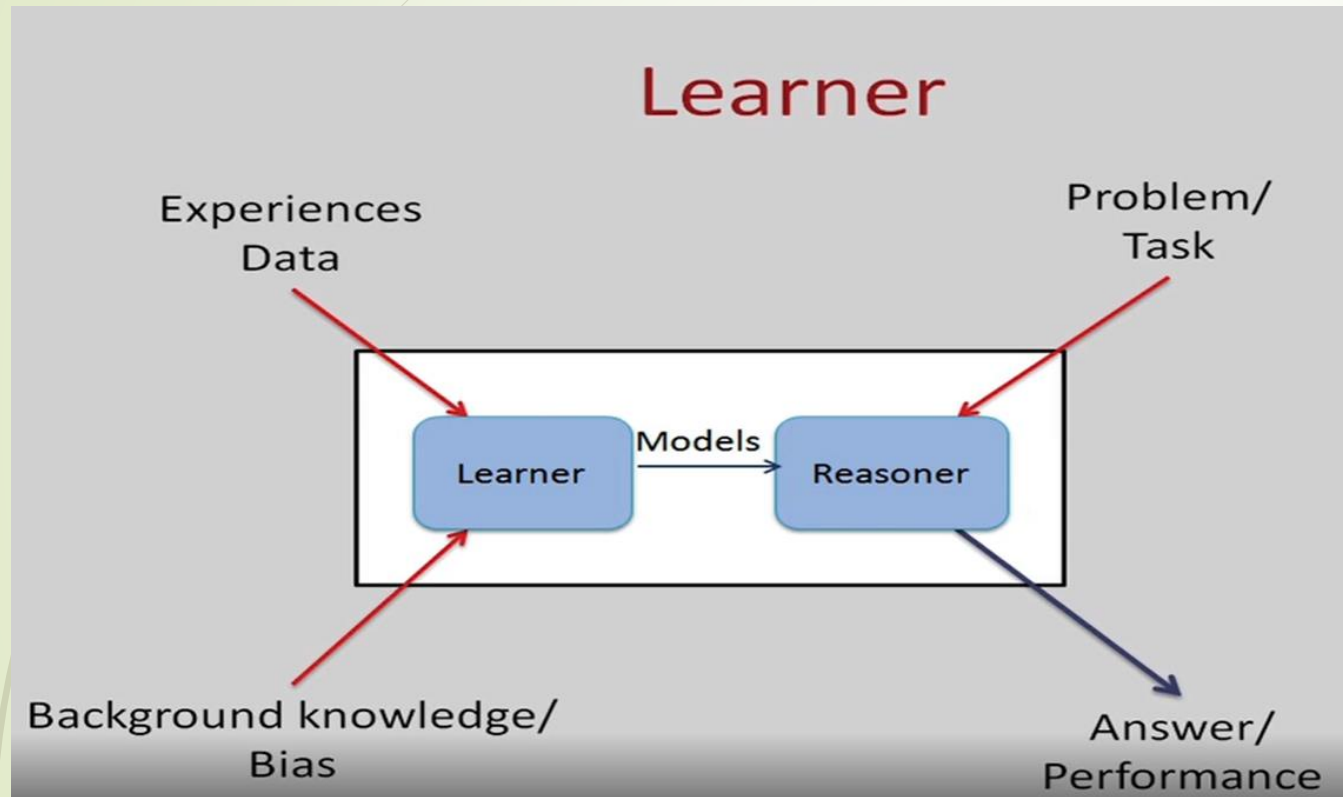 Learner
Experiences
Data
Problem/
Task
Learner
Models
Reasoner
Background knowledge/
Bias
Answer/
Performance